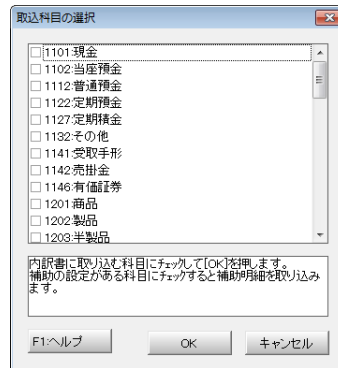 取込科目の選択
1101:現金
1102:当座預金
1112:普通預金
1122:定期預金
1127:定期積金
1132:その他
1141:受取手形
1142:売掛金
1146:有価証券
1201:商品
1202:製品
1203:半製品
内訳書に取り込む科目にﾁｪｯｸして[OK]を押します。
補助の設定がある科目にﾁｪｯｸすると補助明細を取り込み
ます。
F1:ヘルプ
OK
キャンセル